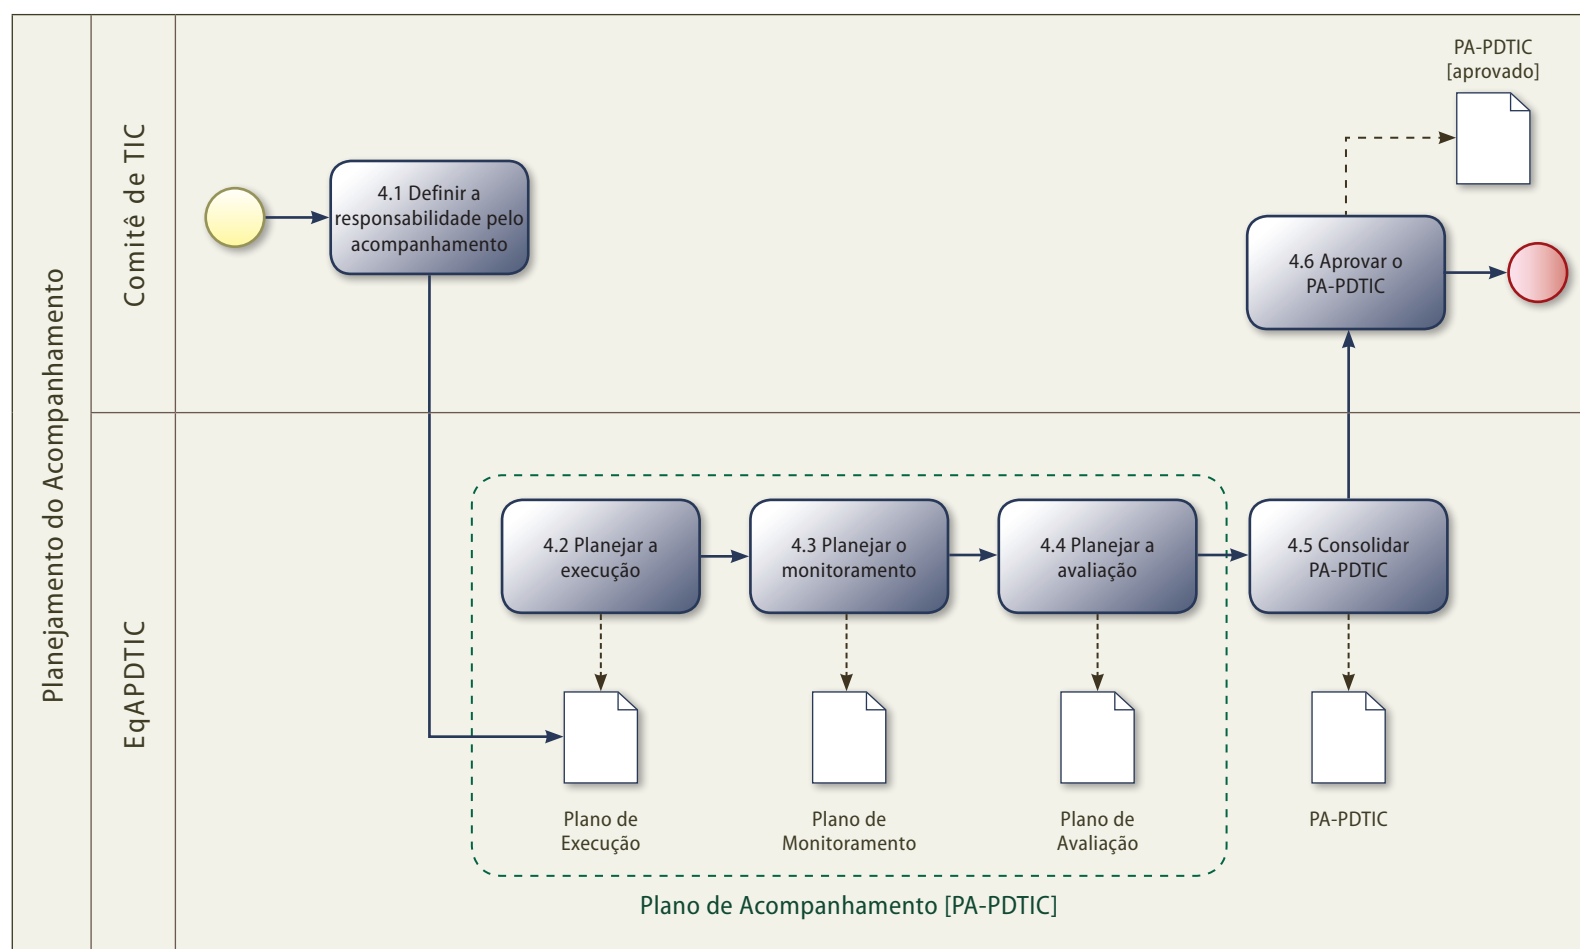 Planejamento do Acompanhamento
Comitê de TIC
4.1 Definir a
responsabilidade pelo
acompanhamento
PA-PDTIC
[aprovado]
4.6 Aprovar o
PA-PDTIC
EqAPDTIC
4.2 Planejar a
execução
4.3 Planejar o
monitoramento
4.4 Planejar a
avaliação
4.5 Consolidar
PA-PDTIC
Plano de
Execução
Plano de
Monitoramento
Plano de
Avaliação
PA-PDTIC
Plano de Acompanhamento [PA-PDTIC]